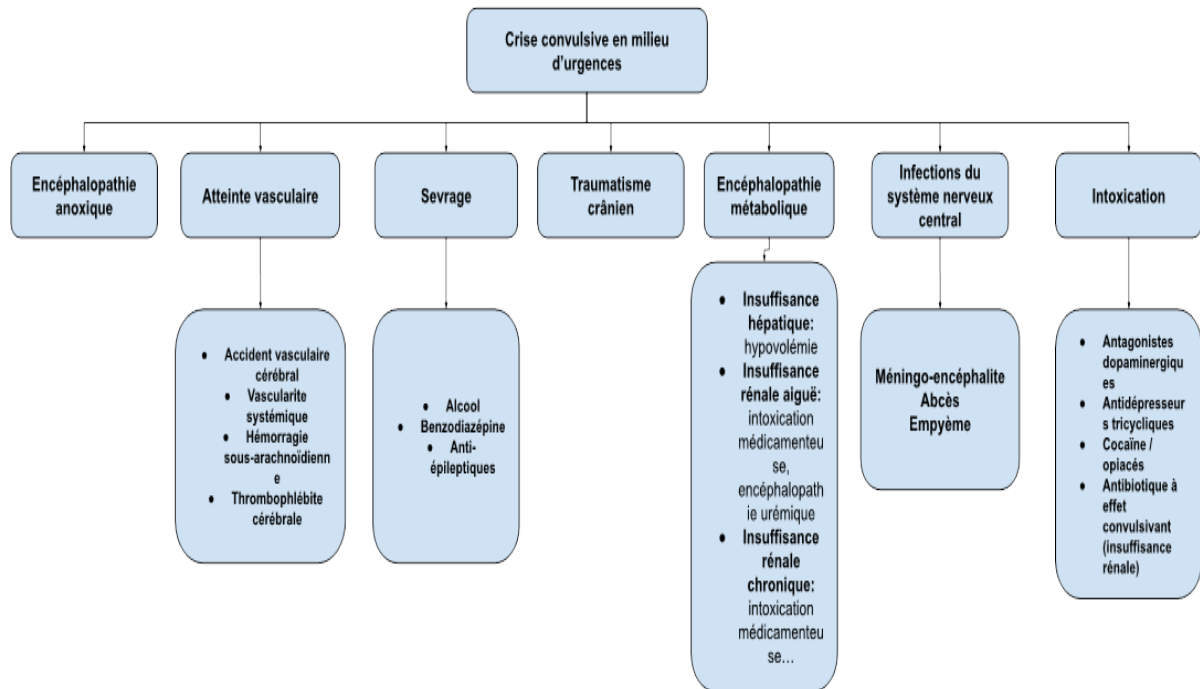 Crise convulsive en milieu
d'urgences
Encéphalopathie
anoxique
Atteinte vasculaire
Sevrage
Traumatisme
crânien
Encéphalopathie
métabolique
Infections du
système nerveux
central
Intoxication
● Accident vasculaire
cérébral
● Vascularite
systémique
● Hémorragie
sous-arachnoïdienn
e
● Thrombophlébite
cérébrale
● Alcool
● Benzodiazépine
● Anti-
épileptiques
● Insuffisance
hépatique:
hypovolémie
● Insuffisance
rénale aiguë:
intoxication
médicamenteu
se,
encéphalopath
ie urémique
● Insuffisance
rénale
chronique:
intoxication
médicamenteu
se…
Méningo-encéphalite
Abcès
Empyème
● Antagonistes
dopaminergiq
ues
● Antidépresseur
s tricycliques
● Cocaïne /
opiacés
● Antibiotique à
effet
convulsivant
(insuffisance
rénale)